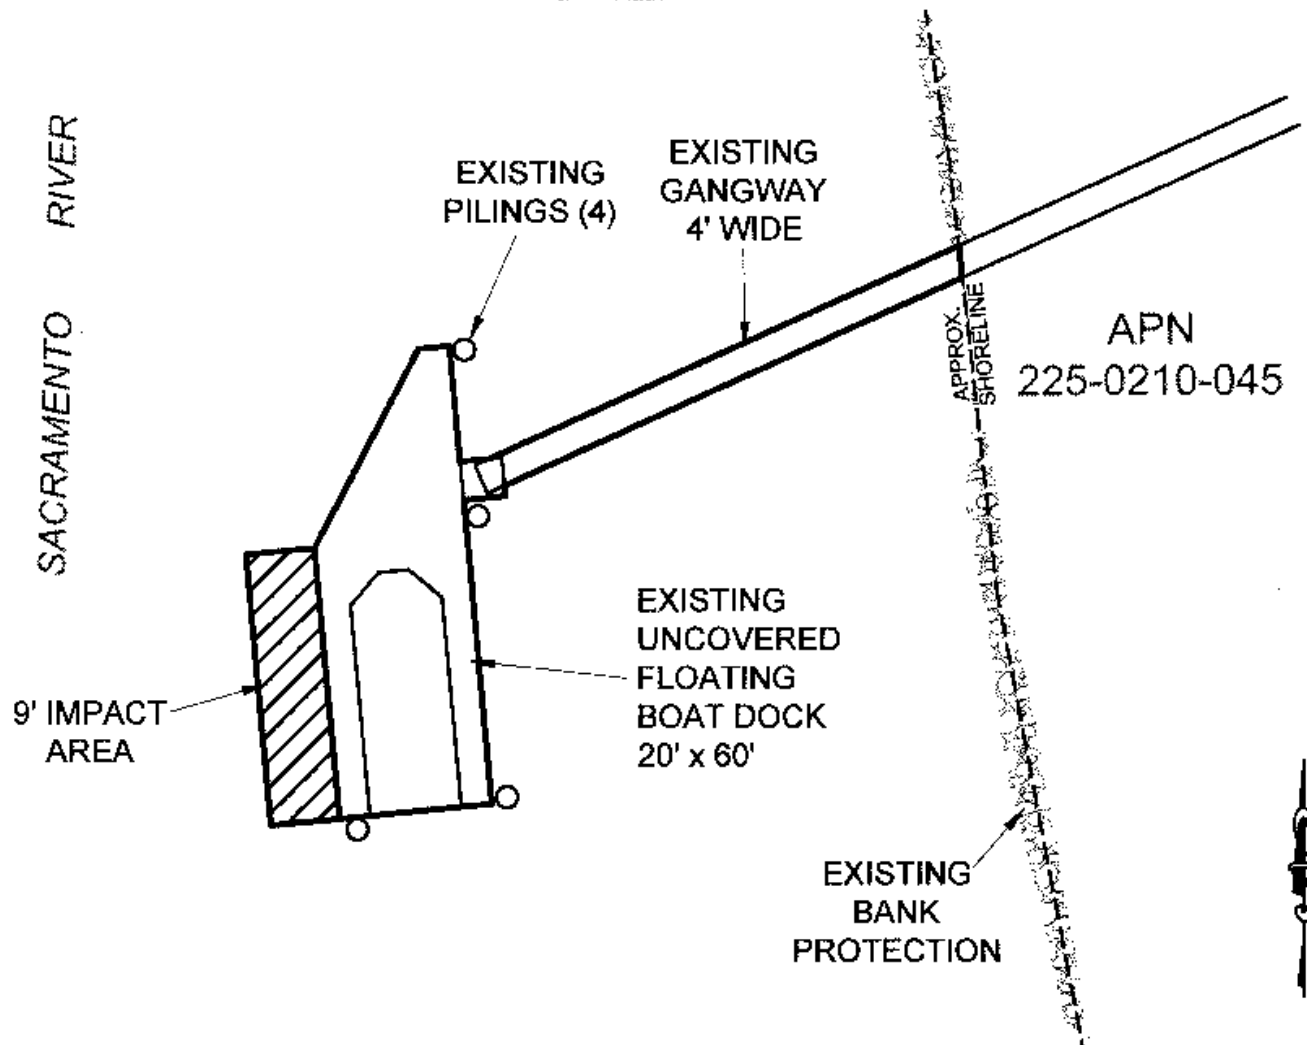 SACRAMENTO RIVER
EXISTING
PILINGS (4)
EXISTING
GANGWAY
4' WIDE
APPROX.
SHORELINE
APN
225-0210-045
EXISTING
UNCOVERED
FLOATING
BOAT DOCK
20' x 60'
9' IMPACT
AREA
EXISTING
BANK
PROTECTION